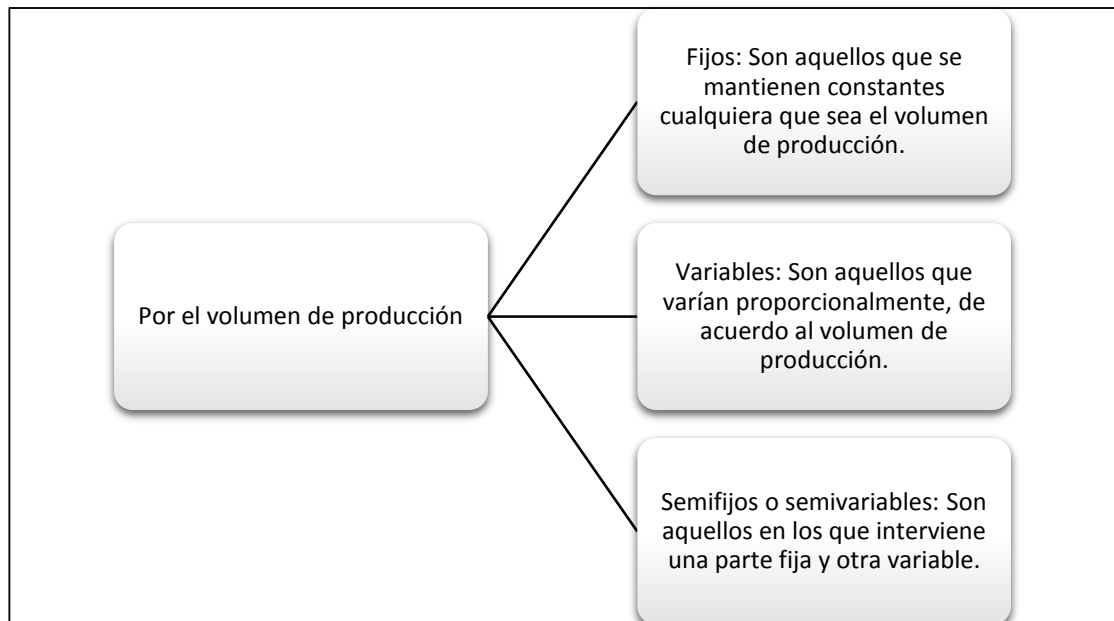 Fijos: Son aquellos que se
mantienen constantes
cualquiera que sea el volumen
de producción.
Por el volumen de producción
Variables: Son aquellos que
varían proporcionalmente, de
acuerdo al volumen de
producción.
Semifijos o semivariables: Son
aquellos en los que interviene
una parte fija y otra variable.